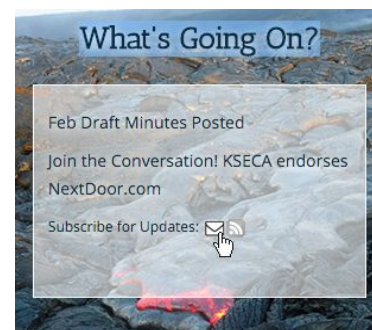 What's Going On?
Feb Draft Minutes Posted
Join the Conversation! KSECA endorses
NextDoor.com
Subscribe for Updates: